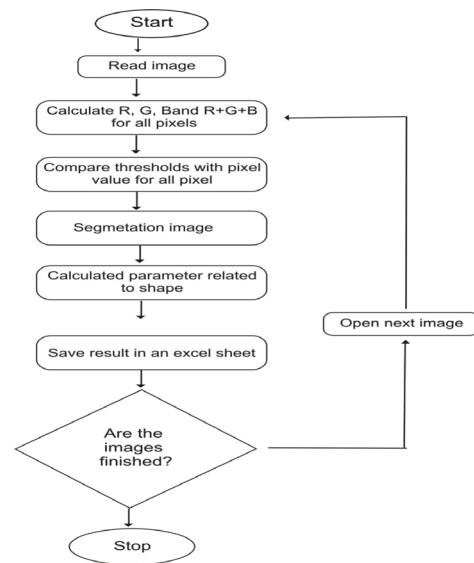 Start
Read image
Calculate R, G, Band R+G+B
for all pixels
Compare thresholds with pixel
value for all pixel
Segmetation image
Calculated parameter related
to shape
Open next image
Save result in an excel sheet
Are the
images
finished?
Stop